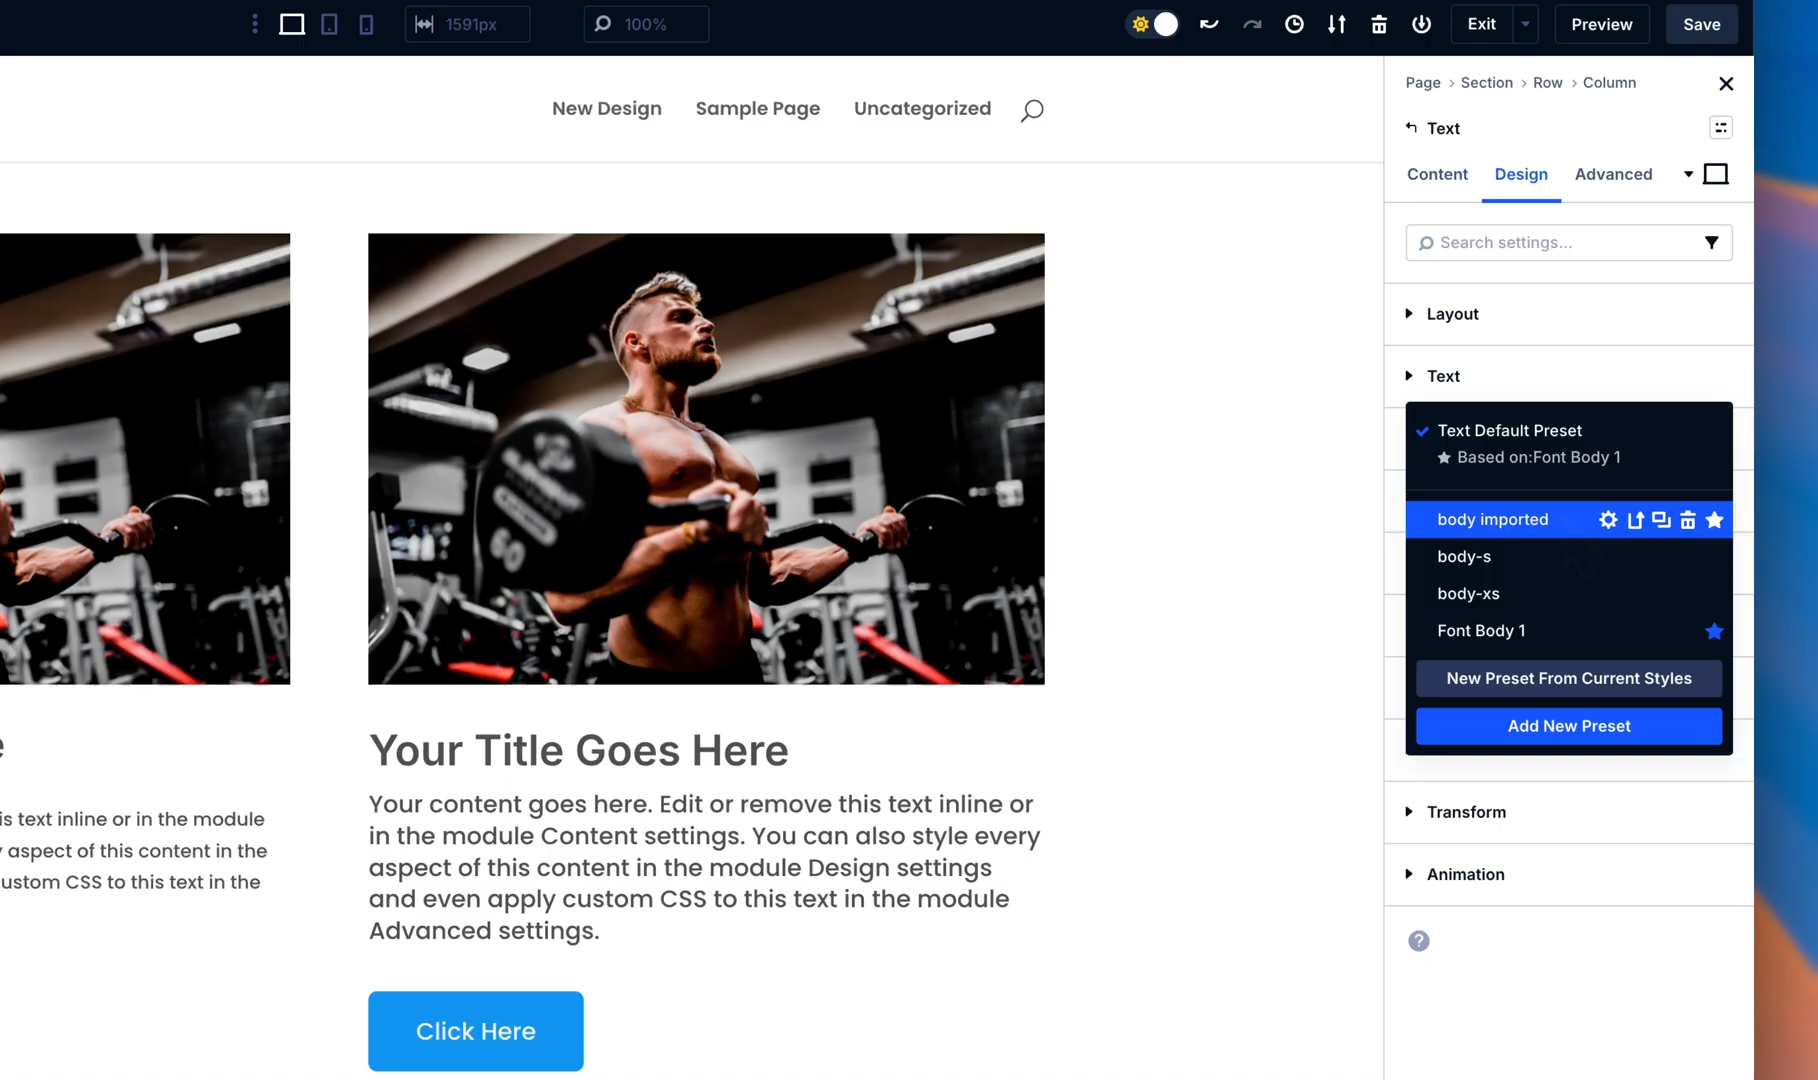 1591px
100%
Exit
Preview
Save
Page > Section > Row > Column
Text
Content
Design
Advanced
Search settings...
Layout
Text
Text Default Preset
Based on:Font Body 1
body imported
body-s
body-xs
Font Body 1
New Preset From Current Styles
Add New Preset
Transform
Animation
?
New Design
Sample Page
Uncategorized
60
e
is text inline or in the module
aspect of this content in the
ustom CSS to this text in the
Your Title Goes Here
Your content goes here. Edit or remove this text inline or
in the module Content settings. You can also style every
aspect of this content in the module Design settings
and even apply custom CSS to this text in the module
Advanced settings.
Click Here